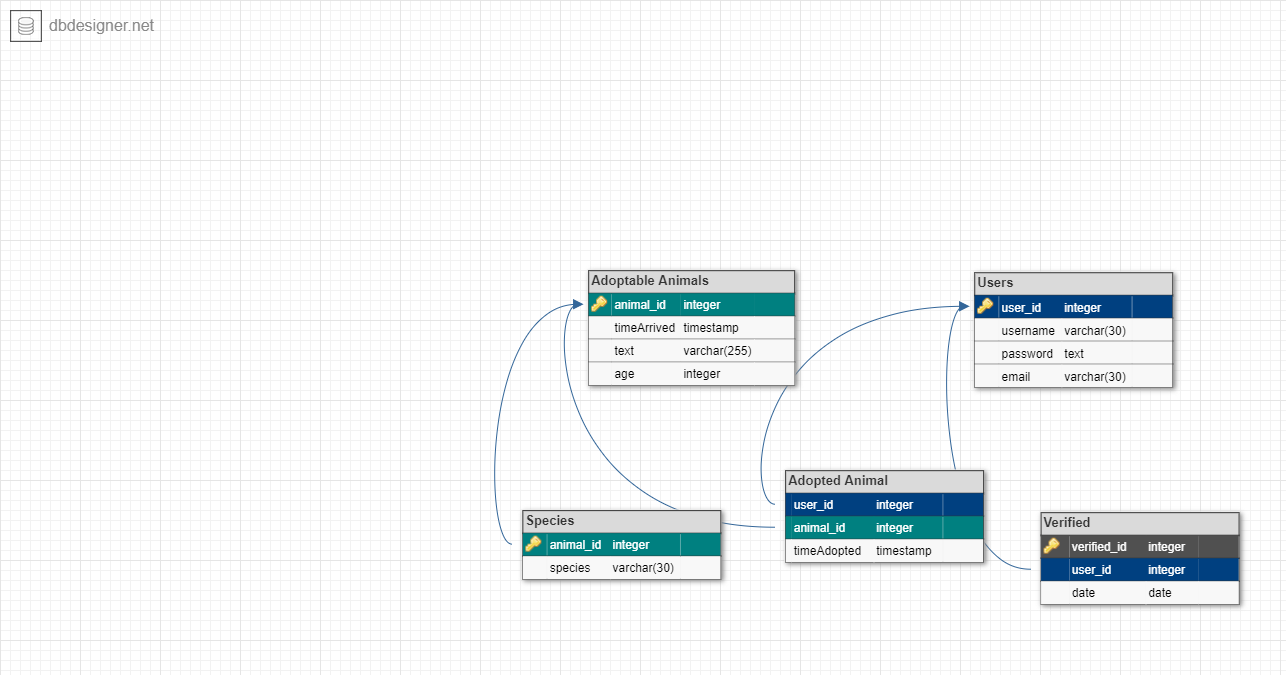 dbdesigner.net
Adoptable Animals
animal_id integer
timeArrived timestamp
text varchar(255)
age integer
Users
user_id integer
username varchar(30)
password text
email varchar(30)
Adopted Animal
user_id integer
animal_id integer
timeAdopted timestamp
Species
animal_id integer
species varchar(30)
Verified
verified_id integer
user_id integer
date date